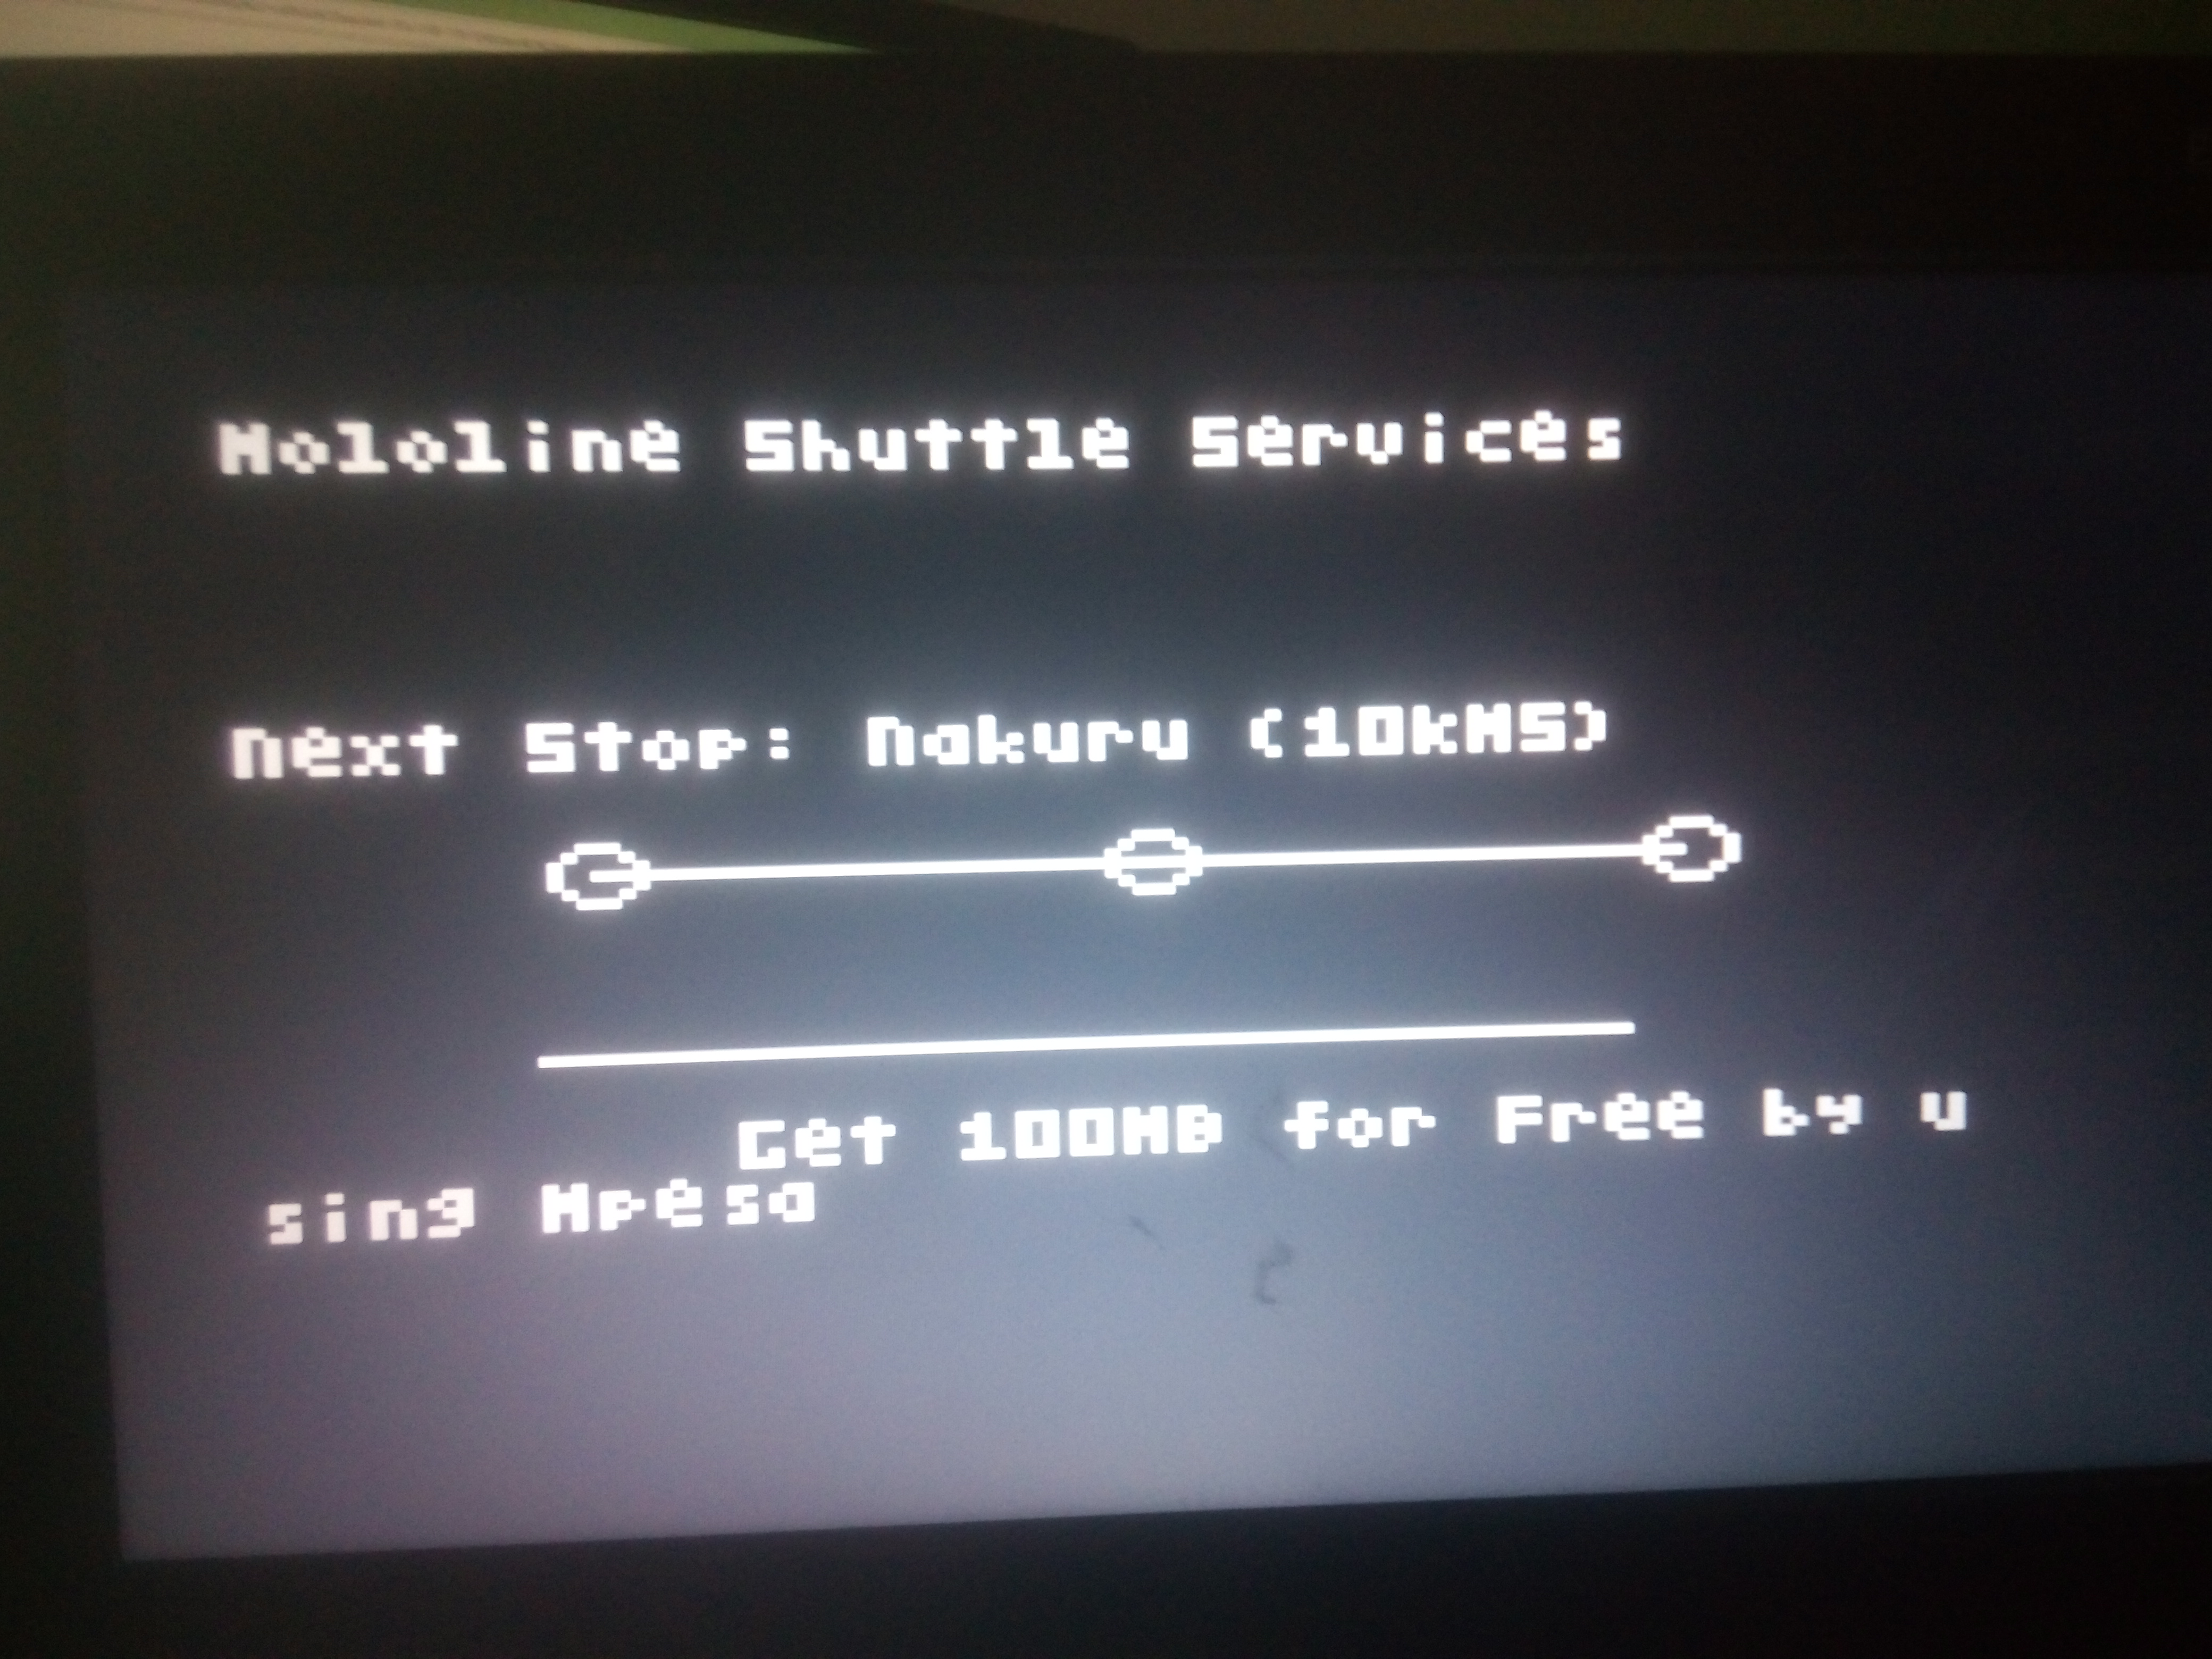 Mololine Shuttle Services
Next Stop: Nakuru (10kMS)
Get 100MB for Free by u
sing Mpesa